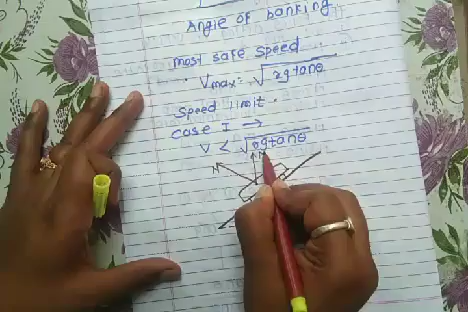 Angle of banking
most safe speed
Vmax = √rgtanθ
Speed limit.
case I →
V < √rgtanθ
N